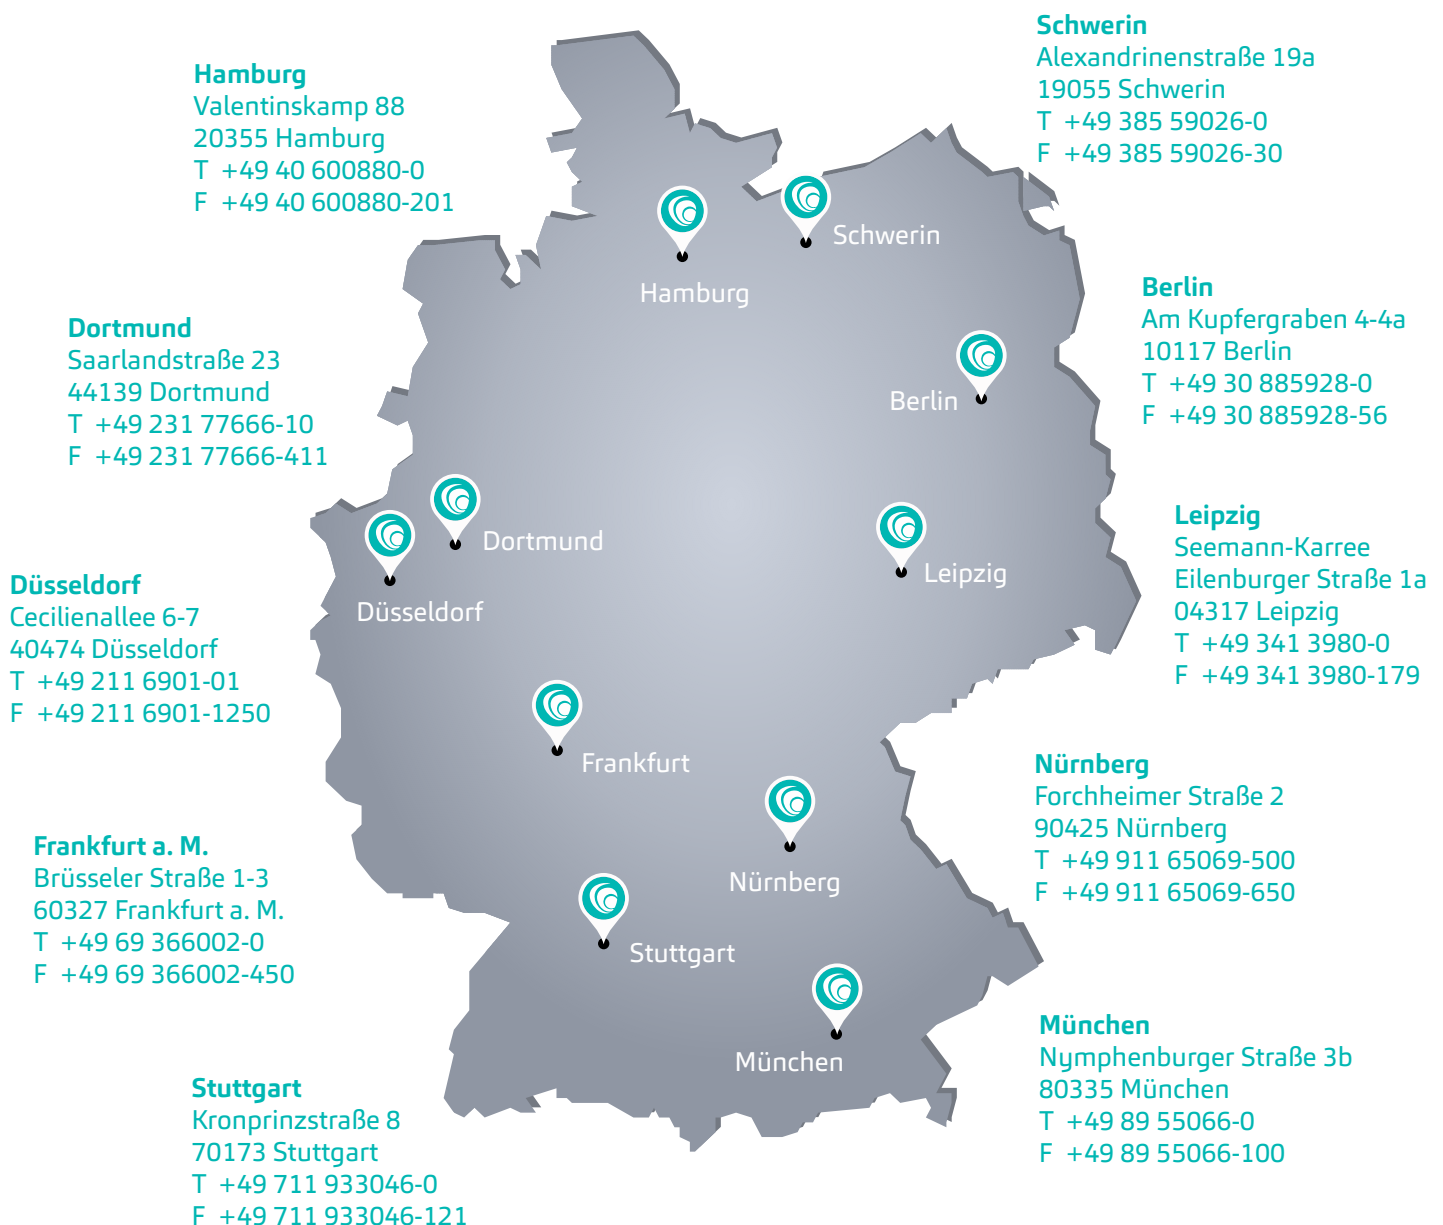 Schwerin
Alexandrinenstraße 19a
19055 Schwerin
T +49 385 59026-0
F +49 385 59026-30
Hamburg
Valentinskamp 88
20355 Hamburg
T +49 40 600880-0
F +49 40 600880-201
Schwerin
Hamburg
Berlin
Am Kupfergraben 4-4a
10117 Berlin
T +49 30 885928-0
F +49 30 885928-56
Dortmund
Saarlandstraße 23
44139 Dortmund
T +49 231 77666-10
F +49 231 77666-411
Berlin
Leipzig
Seemann-Karree
Eilenburger Straße 1a
04317 Leipzig
T +49 341 3980-0
F +49 341 3980-179
Dortmund
Leipzig
Düsseldorf
Düsseldorf
Cecilienallee 6-7
40474 Düsseldorf
T +49 211 6901-01
F +49 211 6901-1250
Frankfurt
Nürnberg
Forchheimer Straße 2
90425 Nürnberg
T +49 911 65069-500
F +49 911 65069-650
Frankfurt a. M.
Brüsseler Straße 1-3
60327 Frankfurt a. M.
T +49 69 366002-0
F +49 69 366002-450
Nürnberg
Stuttgart
München
Nymphenburger Straße 3b
80335 München
T +49 89 55066-0
F +49 89 55066-100
München
Stuttgart
Kronprinzstraße 8
70173 Stuttgart
T +49 711 933046-0
F +49 711 933046-121